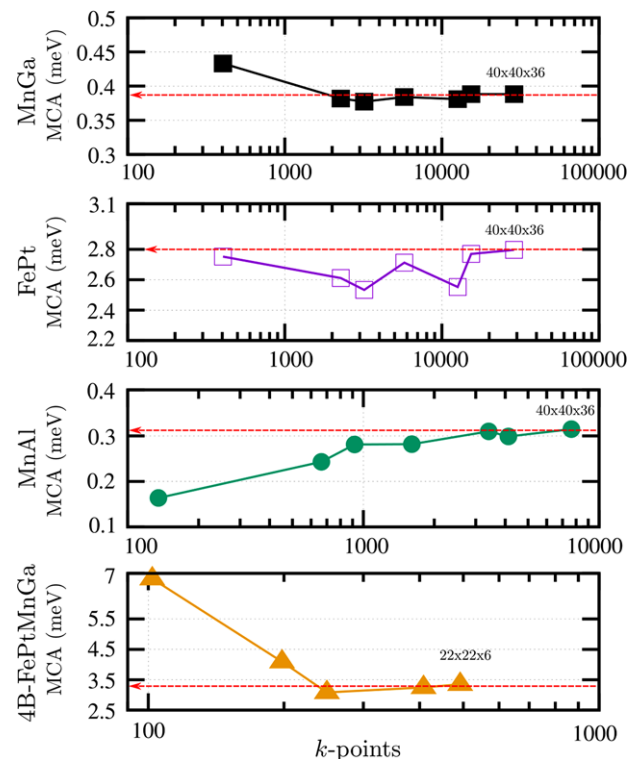 MnGa
MCA (meV)
0.5
0.45
0.4
0.35
0.3
40x40x36
100 1000 10000 100000
FePt
MCA (meV)
3.1
2.8
2.6
2.4
2.2
40x40x36
100 1000 10000 100000
MnAl
MCA (meV)
0.4
0.3
0.2
0.1
40x40x36
100 1000 10000
4B-FePtMnGa
MCA (meV)
7
5.5
4.5
3.5
2.5
22x22x6
100 1000
k-points